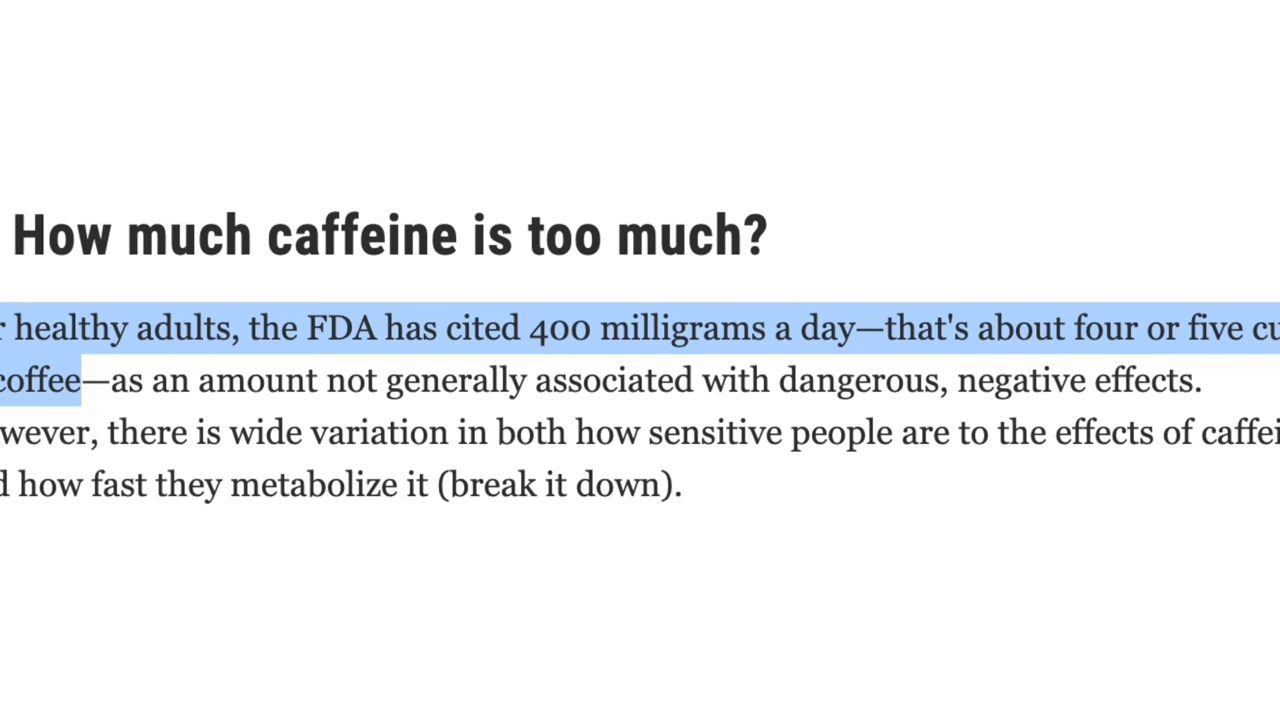 How much caffeine is too much?
r healthy adults, the FDA has cited 400 milligrams a day—that's about four or five cu
coffee—as an amount not generally associated with dangerous, negative effects.
wever, there is wide variation in both how sensitive people are to the effects of caffei
d how fast they metabolize it (break it down).